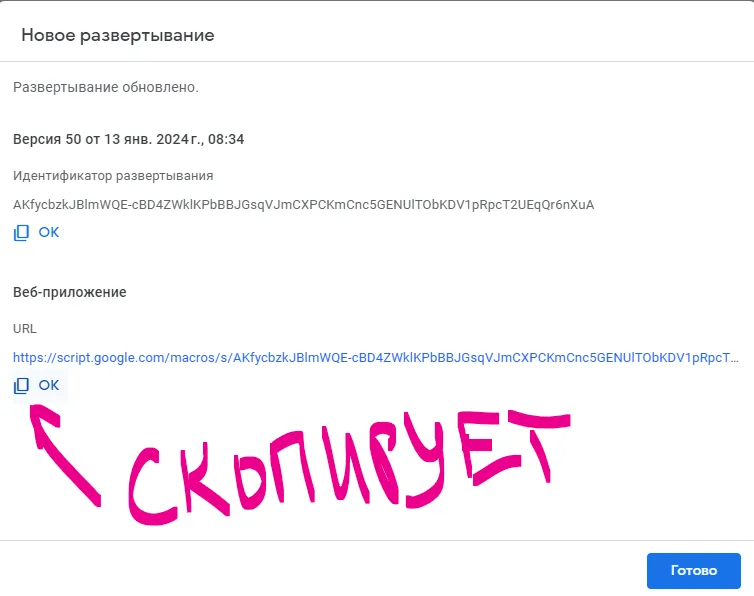 Новое развертывание
Развертывание обновлено.
Версия 50 от 13 янв. 2024 г., 08:34
Идентификатор развертывания
AKfycbzkJBlmWQE-cBD4ZWklKPbBBJGsqVJmCXPCKmCnc5GENUlTObKDV1pRpcT2UEqQr6nXuA
OK
Веб-приложение
URL
https://script.google.com/macros/s/AKfycbzkJBlmWQE-cBD4ZWklKPbBBJGsqVJmCXPCKmCnc5GENUlTObKDV1pRpcT…
OK
СКОПИРУЕТ
Готово